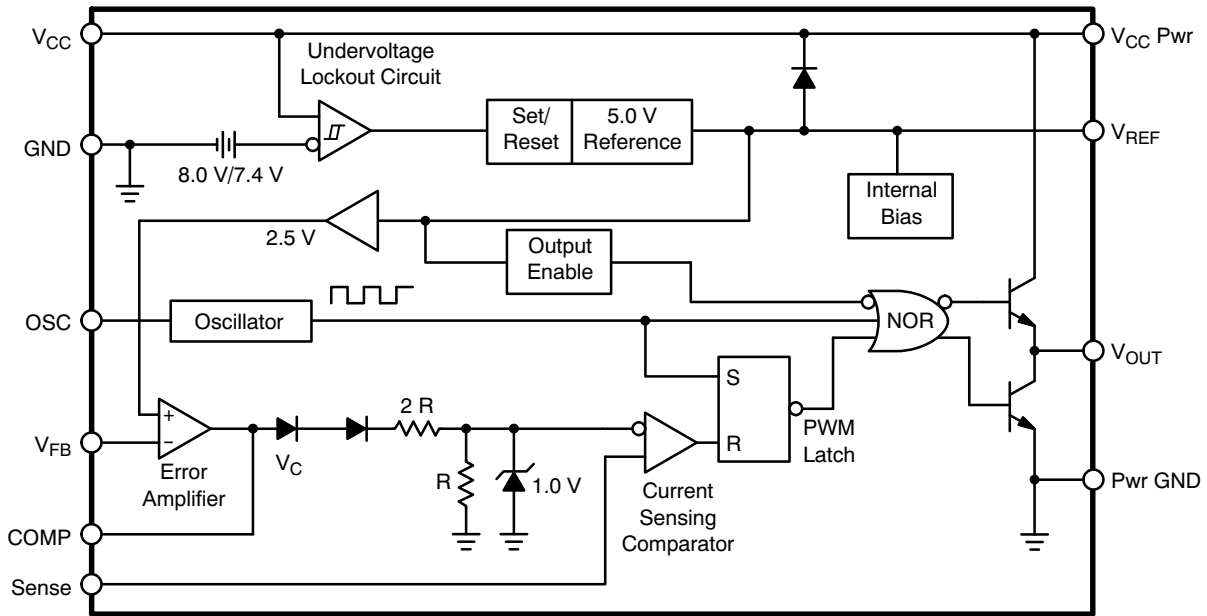 V_CC
Undervoltage
Lockout Circuit
V_CC Pwr
GND
8.0 V/7.4 V
Set/
Reset
5.0 V
Reference
V_REF
Internal
Bias
2.5 V
Output
Enable
OSC
Oscillator
NOR
V_OUT
S
R
PWM
Latch
V_FB
+
−
Error
Amplifier
V_C
2 R
R
1.0 V
Current
Sensing
Comparator
Pwr GND
COMP
Sense